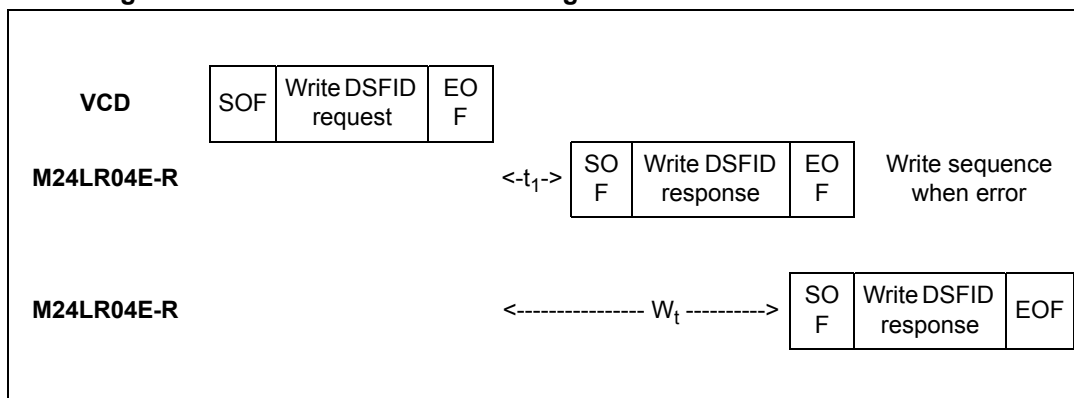 VCD SOF Write DSFID request EO F
M24LR04E-R <-t1-> SO F Write DSFID response EO F Write sequence when error
M24LR04E-R <---------------- Wt ----------> SO F Write DSFID response EOF